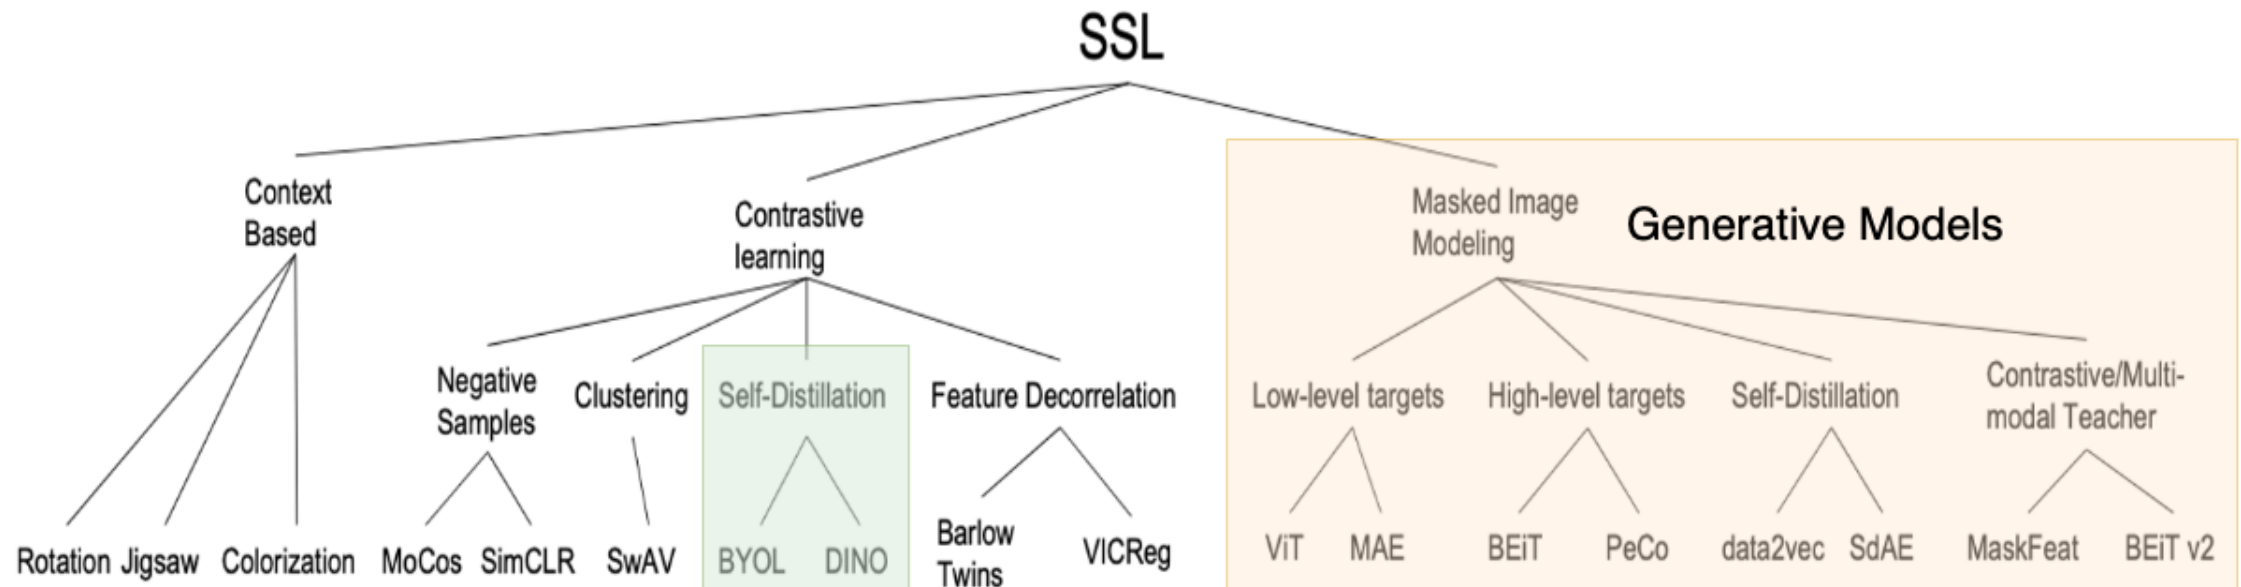 SSL
Context
Based
Contrastive
learning
Masked Image
Modeling
Generative Models
Negative
Samples
Clustering
Self-Distillation
Feature Decorrelation
Low-level targets
High-level targets
Self-Distillation
Contrastive/Multi-
modal Teacher
Rotation
Jigsaw
Colorization
MoCos
SimCLR
SwAV
BYOL
DINO
Barlow
Twins
VICReg
ViT
MAE
BEiT
PeCo
data2vec
SdAE
MaskFeat
BEiT v2